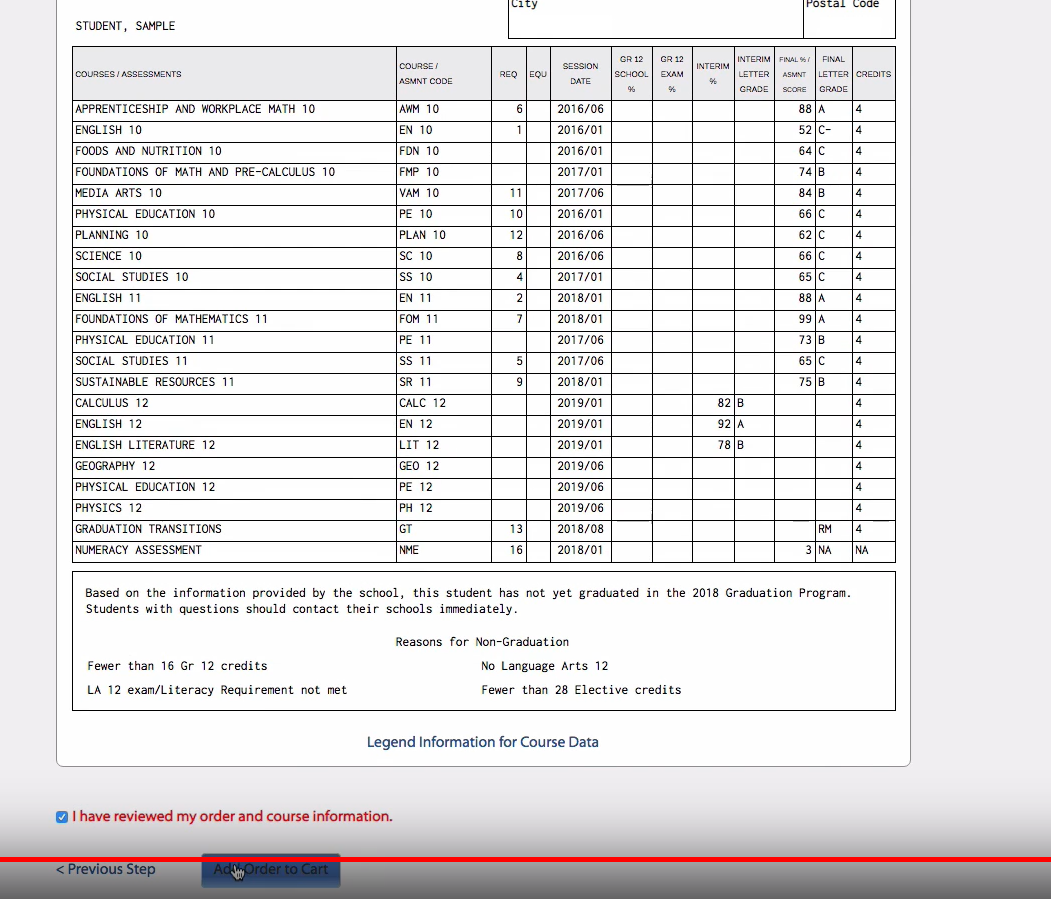 City Postal Code
STUDENT, SAMPLE
COURSES / ASSESSMENTS COURSE / ASMNT CODE REQ EQU SESSION DATE GR 12 SCHOOL % GR 12 EXAM % INTERIM % INTERIM LETTER GRADE FINAL % / ASMNT SCORE FINAL LETTER GRADE CREDITS
APPRENTICESHIP AND WORKPLACE MATH 10 AWM 10 6 2016/06 88 A 4
ENGLISH 10 EN 10 1 2016/01 52 C- 4
FOODS AND NUTRITION 10 FDN 10 2016/01 64 C 4
FOUNDATIONS OF MATH AND PRE-CALCULUS 10 FMP 10 2017/01 74 B 4
MEDIA ARTS 10 VAM 10 11 2017/06 84 B 4
PHYSICAL EDUCATION 10 PE 10 10 2016/01 66 C 4
PLANNING 10 PLAN 10 12 2016/06 62 C 4
SCIENCE 10 SC 10 8 2016/06 66 C 4
SOCIAL STUDIES 10 SS 10 4 2017/01 65 C 4
ENGLISH 11 EN 11 2 2018/01 88 A 4
FOUNDATIONS OF MATHEMATICS 11 FOM 11 7 2018/01 99 A 4
PHYSICAL EDUCATION 11 PE 11 2017/06 73 B 4
SOCIAL STUDIES 11 SS 11 5 2017/06 65 C 4
SUSTAINABLE RESOURCES 11 SR 11 9 2018/01 75 B 4
CALCULUS 12 CALC 12 2019/01 82 B 4
ENGLISH 12 EN 12 2019/01 92 A 4
ENGLISH LITERATURE 12 LIT 12 2019/01 78 B 4
GEOGRAPHY 12 GEO 12 2019/06 4
PHYSICAL EDUCATION 12 PE 12 2019/06 4
PHYSICS 12 PH 12 2019/06 4
GRADUATION TRANSITIONS GT 13 2018/08 RM 4
NUMERACY ASSESSMENT NME 16 2018/01 3 NA NA
Based on the information provided by the school, this student has not yet graduated in the 2018 Graduation Program.
Students with questions should contact their schools immediately.
Reasons for Non-Graduation
Fewer than 16 Gr 12 credits No Language Arts 12
LA 12 exam/Literacy Requirement not met Fewer than 28 Elective credits
Legend Information for Course Data
I have reviewed my order and course information.
< Previous Step Add Order to Cart